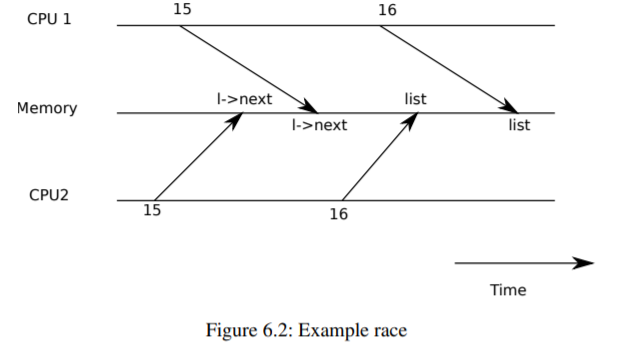 15 16
CPU 1
l->next list
Memory
l->next list
CPU2
15 16
Time
Figure 6.2: Example race